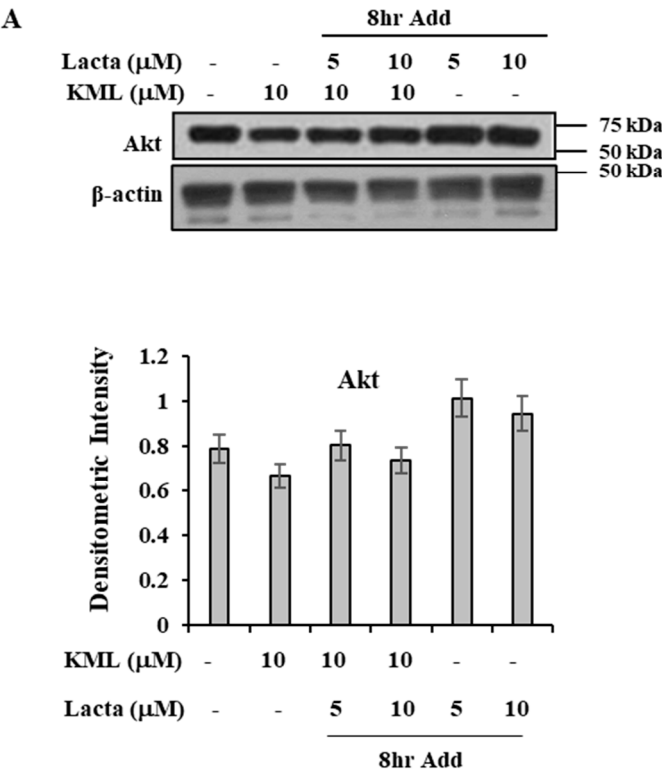 A
8hr Add
Lacta (µM) - - 5 10 5 10
KML (µM) - 10 10 10 - -
Akt
75 kDa
50 kDa
β-actin
50 kDa
Akt
Densitometric Intensity
1.2
1
0.8
0.6
0.4
0.2
0
KML (µM) - 10 10 10 - -
Lacta (µM) - - 5 10 5 10
8hr Add